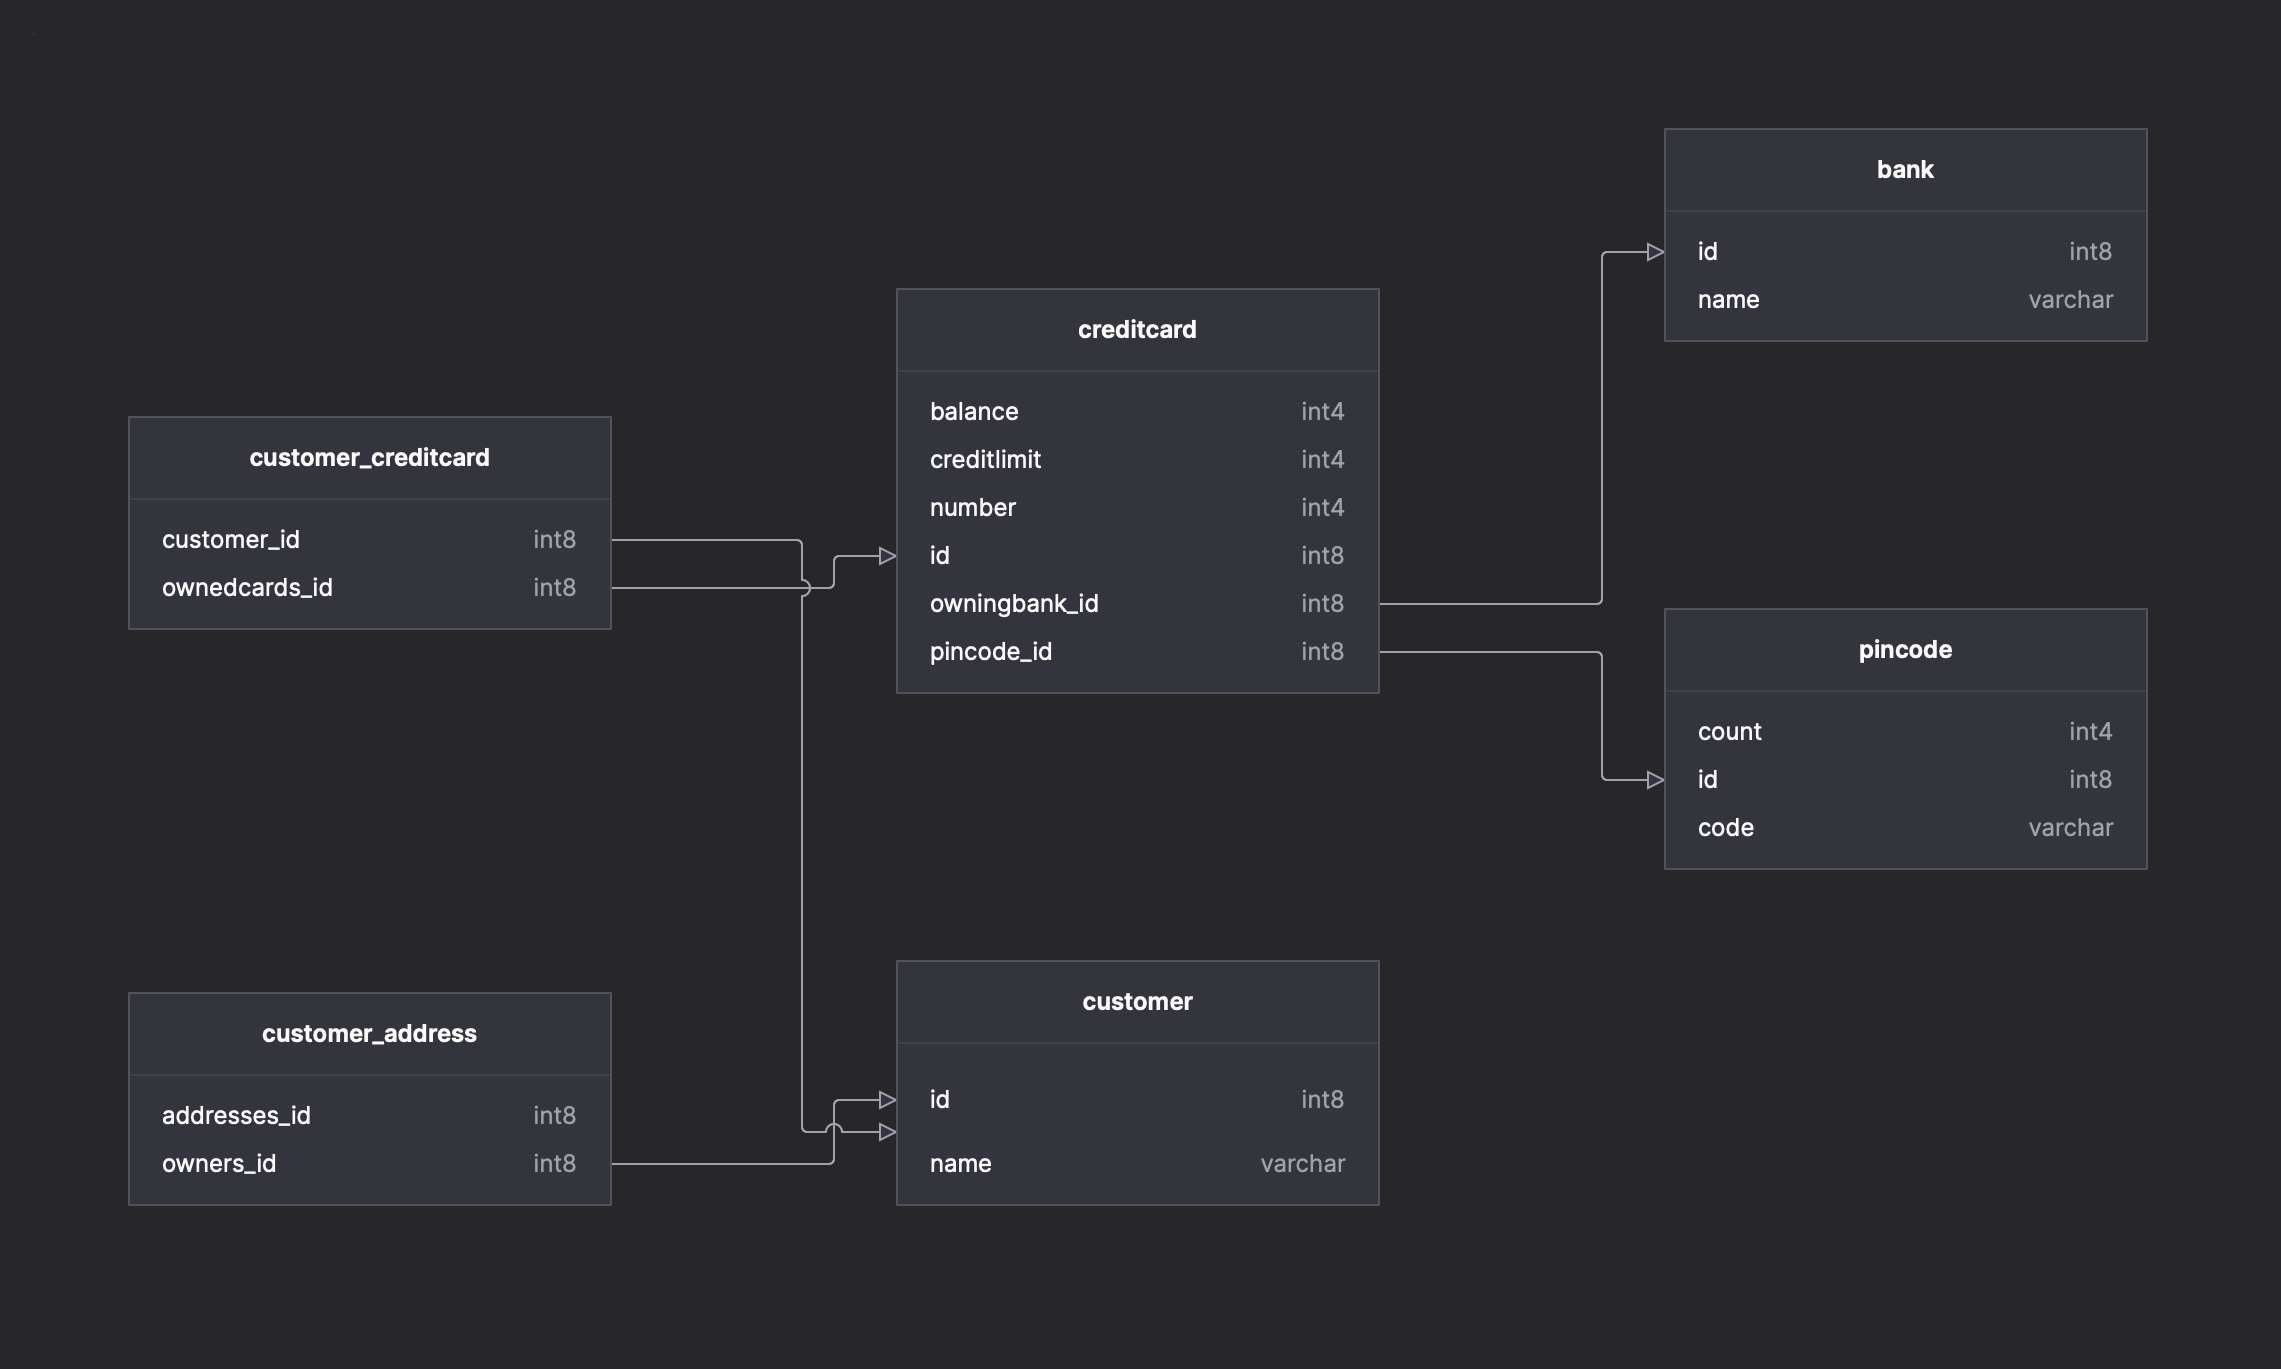 bank
id int8
name varchar
creditcard
balance int4
creditlimit int4
number int4
id int8
owningbank_id int8
pincode_id int8
customer_creditcard
customer_id int8
ownedcards_id int8
pincode
count int4
id int8
code varchar
customer
id int8
name varchar
customer_address
addresses_id int8
owners_id int8